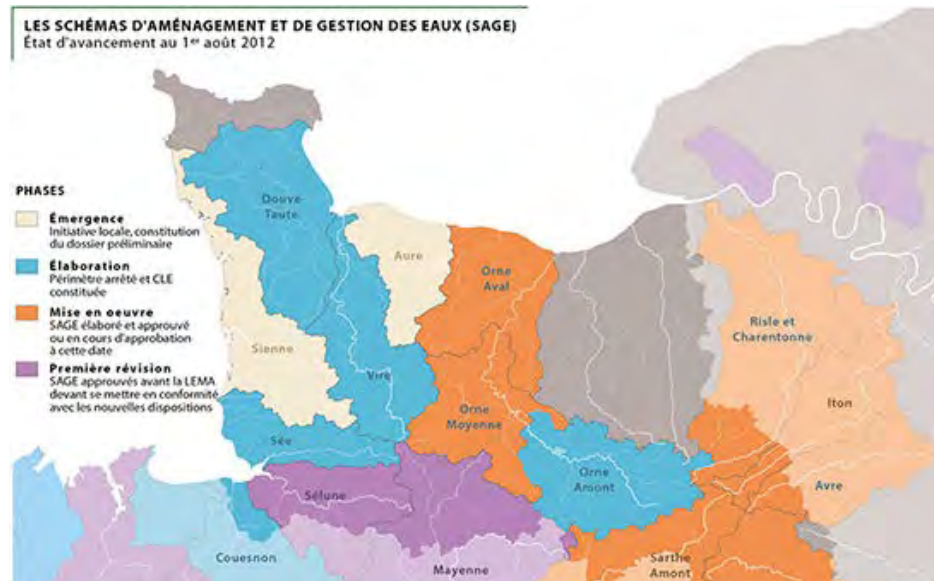 LES SCHÉMAS D'AMÉNAGEMENT ET DE GESTION DES EAUX (SAGE)
État d'avancement au 1er août 2012
PHASES
Émergence
Initiative locale, constitution
du dossier préliminaire
Élaboration
Périmètre arrêté et CLE
constituée
Mise en oeuvre
SAGE élaboré et approuvé
ou en cours d'approbation
à cette date
Première révision
SAGE approuvés avant la LEMA
devant se mettre en conformité
avec les nouvelles dispositions
Douve
Taute
Aure
Orne
Aval
Risle et
Charentonne
Sienne
Vire
Iton
Orne
Moyenne
Sée
Orne
Amont
Avre
Sélune
Couesnon
Mayenne
Sarthe
Amont